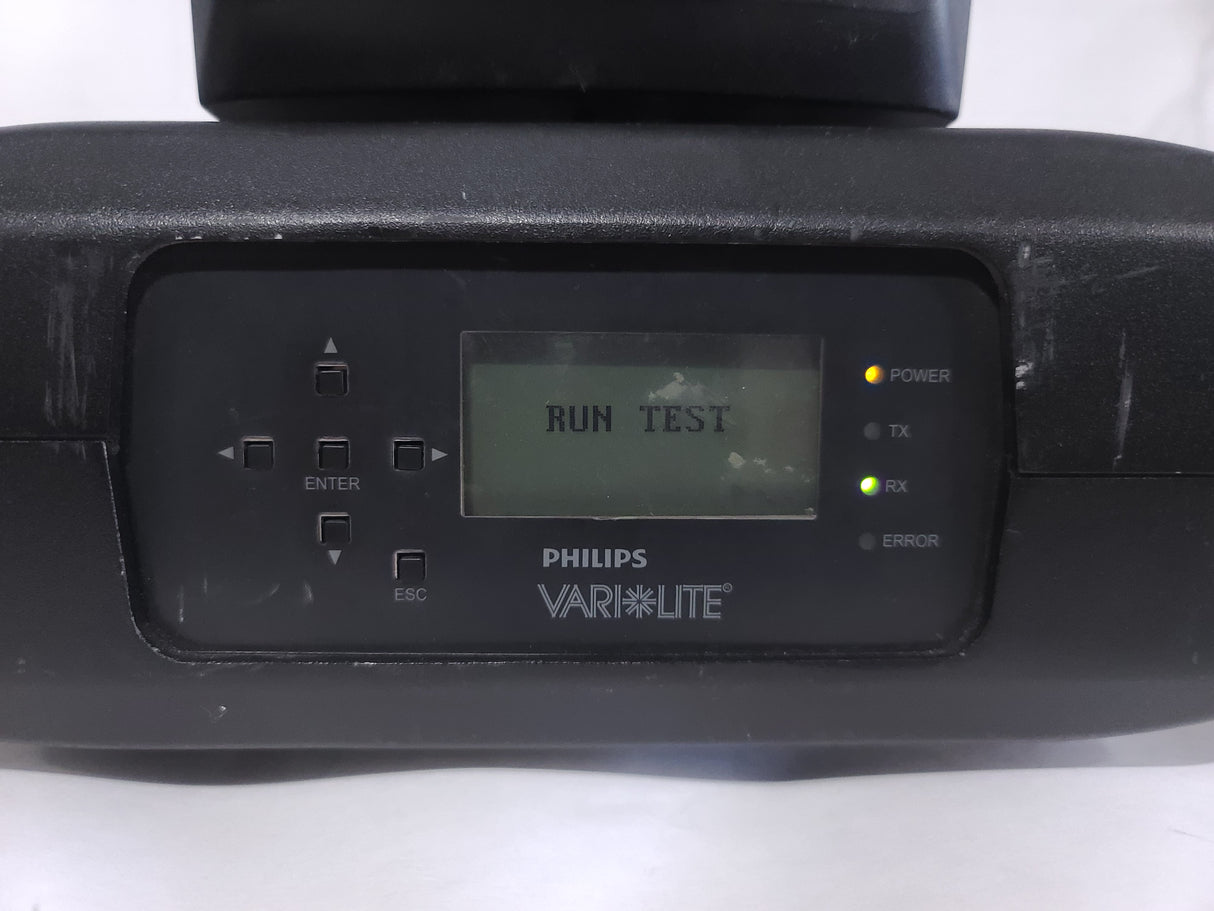 RUN TEST
POWER
TX
RX
ERROR
ENTER
ESC
PHILIPS
VARI*LITE®